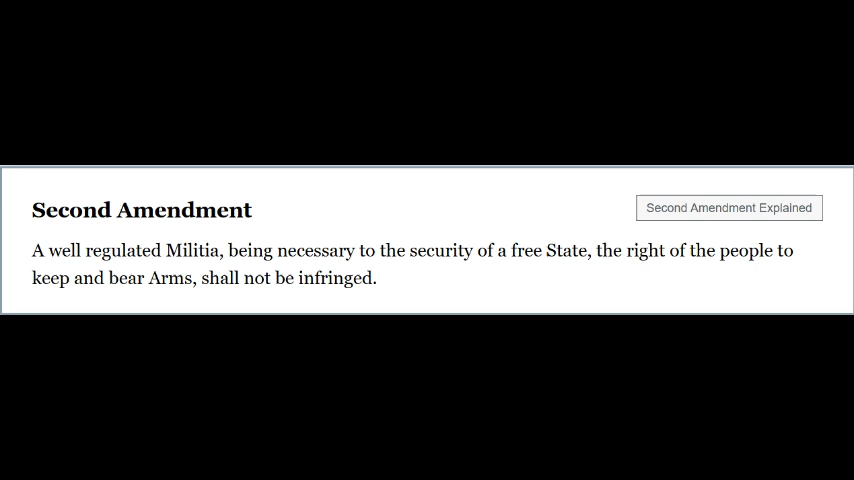 Second Amendment
Second Amendment Explained
A well regulated Militia, being necessary to the security of a free State, the right of the people to
keep and bear Arms, shall not be infringed.